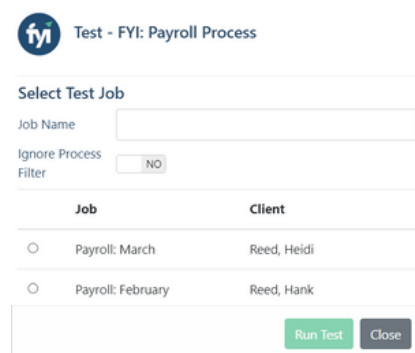 fyi
Test - FYI: Payroll Process
Select Test Job
Job Name
Ignore Process
Filter
NO
Job Client
Payroll: March Reed, Heidi
Payroll: February Reed, Hank
Run Test Close